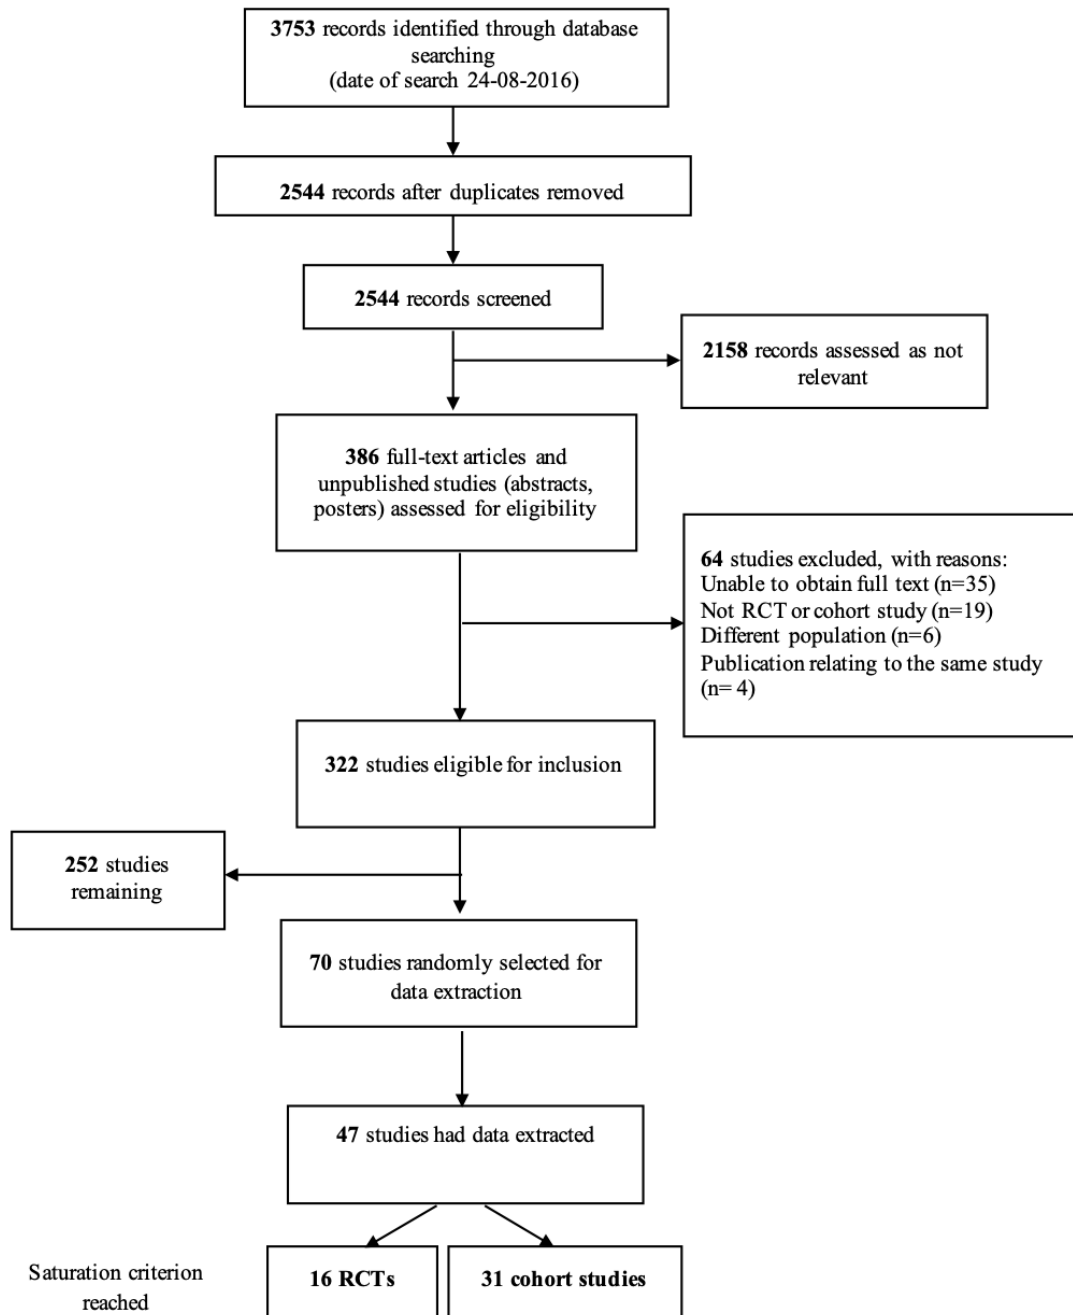 3753 records identified through database
searching
(date of search 24-08-2016)
2544 records after duplicates removed
2544 records screened
2158 records assessed as not
relevant
386 full-text articles and
unpublished studies (abstracts,
posters) assessed for eligibility
64 studies excluded, with reasons:
Unable to obtain full text (n=35)
Not RCT or cohort study (n=19)
Different population (n=6)
Publication relating to the same study
(n= 4)
322 studies eligible for inclusion
252 studies
remaining
70 studies randomly selected for
data extraction
47 studies had data extracted
Saturation criterion
reached
16 RCTs
31 cohort studies